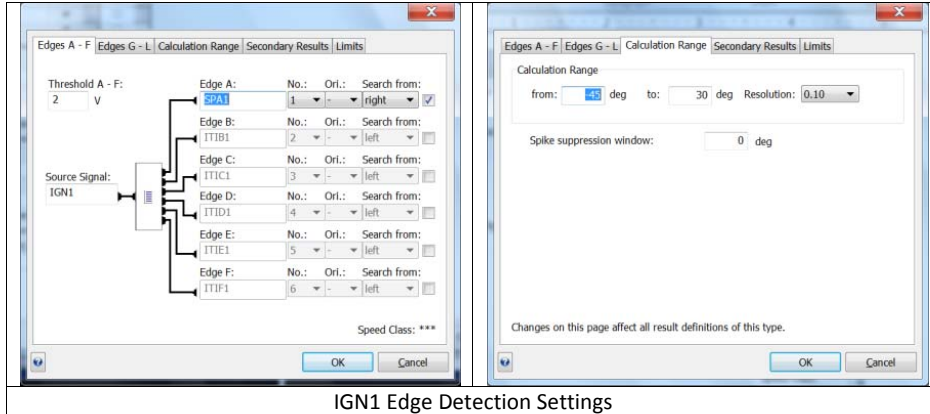 Edges A - F Edges G - L Calculation Range Secondary Results Limits
Threshold A - F:
2 V
Source Signal:
IGN1
Edge A: No.: Ori.: Search from:
SPA1 1 - right
Edge B: No.: Ori.: Search from:
ITIB1 2 - left
Edge C: No.: Ori.: Search from:
ITIC1 3 - left
Edge D: No.: Ori.: Search from:
ITID1 4 - left
Edge E: No.: Ori.: Search from:
ITIE1 5 - left
Edge F: No.: Ori.: Search from:
ITIF1 6 - left
Speed Class: ***
OK Cancel
Edges A - F Edges G - L Calculation Range Secondary Results Limits
Calculation Range
from: -45 deg to: 30 deg Resolution: 0.10
Spike suppression window: 0 deg
Changes on this page affect all result definitions of this type.
OK Cancel
IGN1 Edge Detection Settings